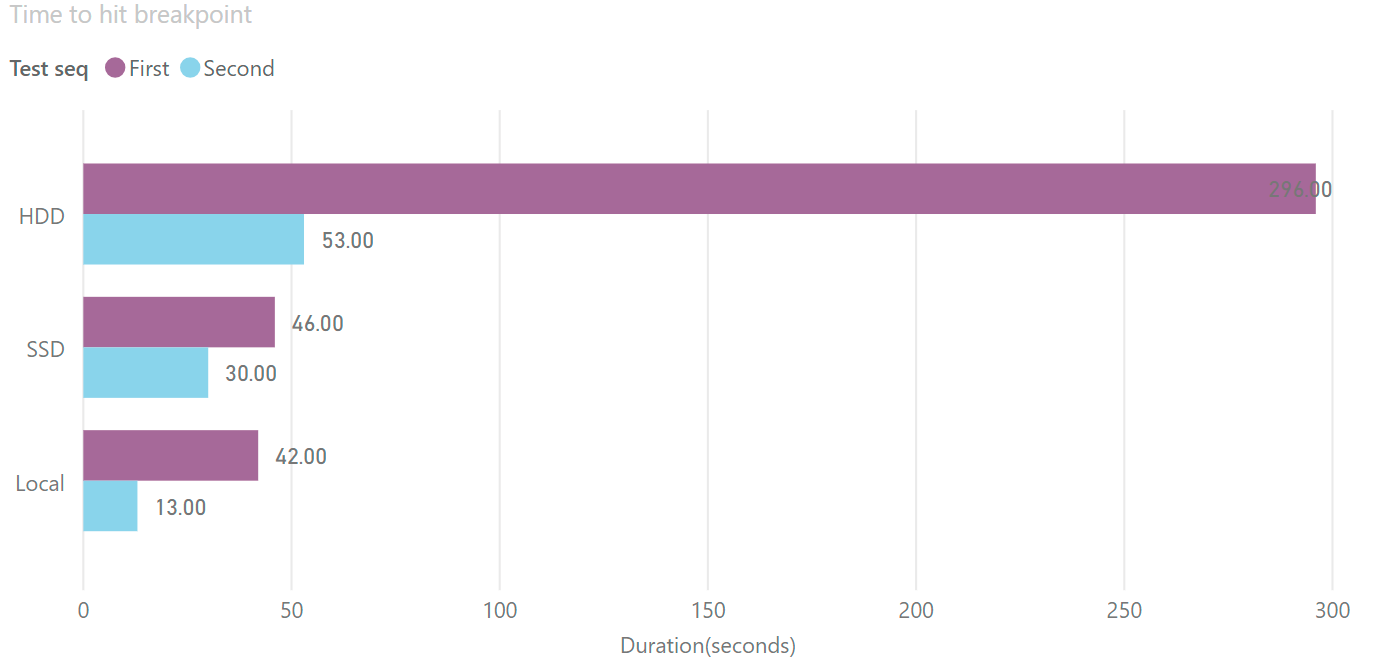 Time to hit breakpoint
Test seq First Second
HDD
296.00
53.00
SSD
46.00
30.00
Local
42.00
13.00
0 50 100 150 200 250 300
Duration(seconds)